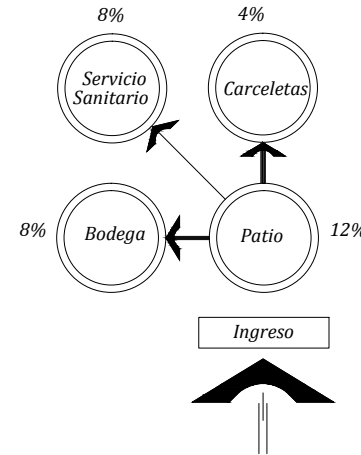 8%
4%
Servicio
Sanitario
Carceletas
8%
Bodega
Patio
12%
Ingreso